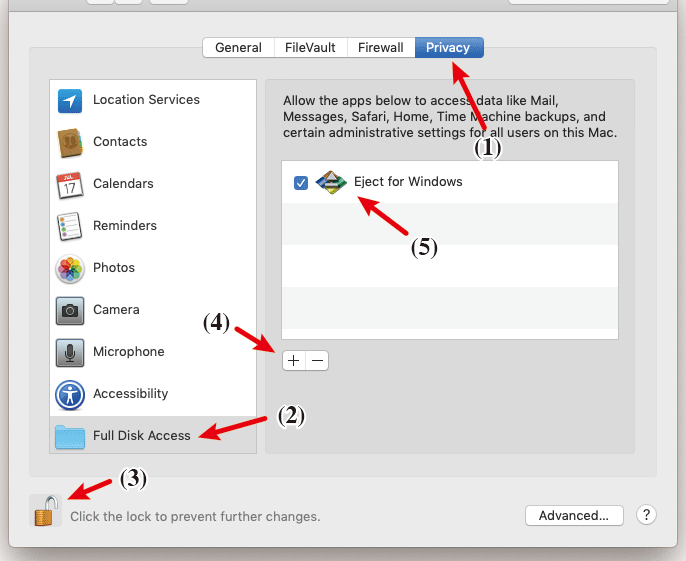 General FileVault Firewall Privacy
(1)
Location Services
Contacts
JUL
17
Calendars
Reminders
Photos
Camera
Microphone
Accessibility
Full Disk Access
(2)
Allow the apps below to access data like Mail,
Messages, Safari, Home, Time Machine backups, and
certain administrative settings for all users on this Mac.
Eject for Windows
(5)
(4)
+ −
(3)
Click the lock to prevent further changes.
Advanced... ?